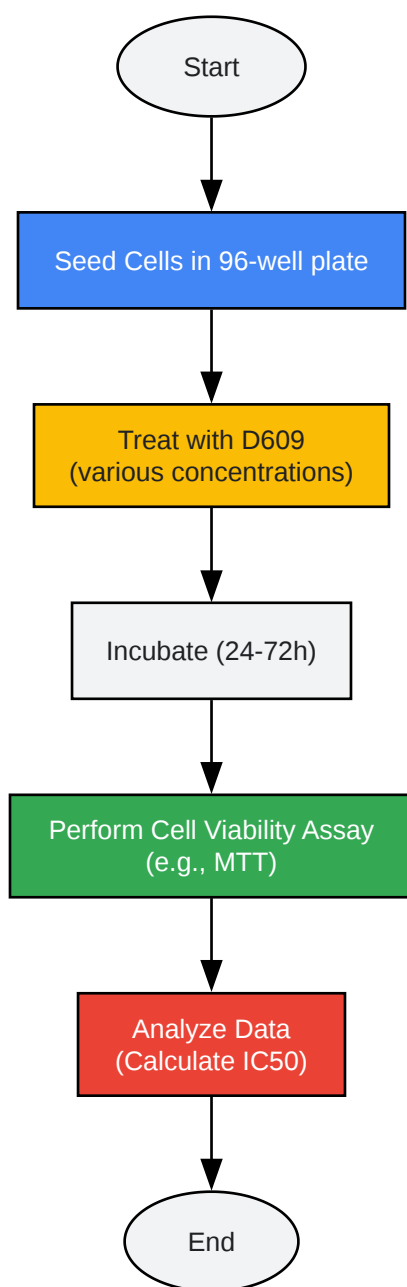 Start
Seed Cells in 96-well plate
Treat with D609
(various concentrations)
Incubate (24-72h)
Perform Cell Viability Assay
(e.g., MTT)
Analyze Data
(Calculate IC50)
End